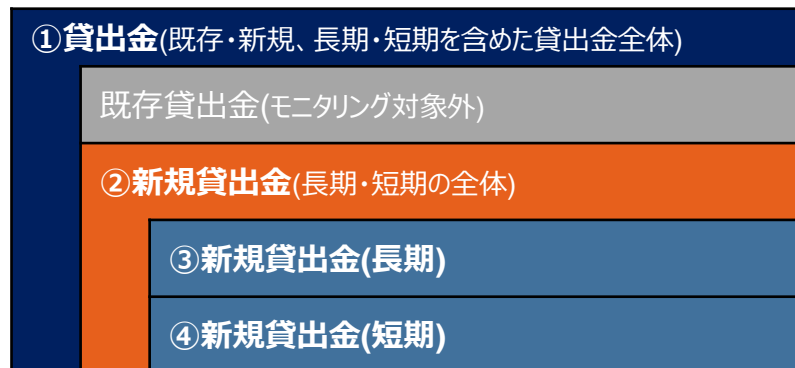 ①貸出金(既存・新規、長期・短期を含めた貸出金全体)
既存貸出金(モニタリング対象外)
②新規貸出金(長期・短期の全体)
③新規貸出金(長期)
④新規貸出金(短期)